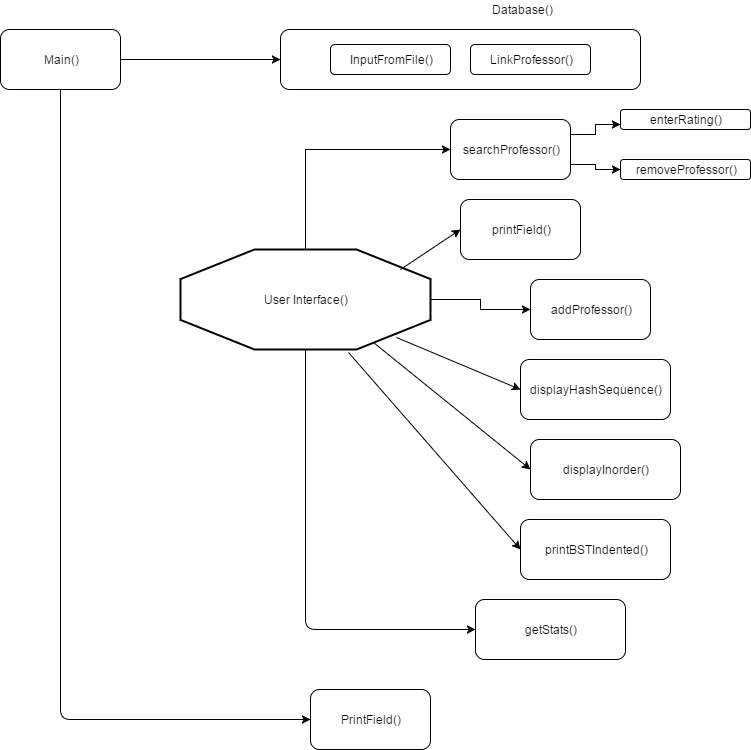 Database()
Main()
InputFromFile()
LinkProfessor()
enterRating()
searchProfessor()
removeProfessor()
printField()
User Interface()
addProfessor()
displayHashSequence()
displayInorder()
printBSTIndented()
getStats()
PrintField()